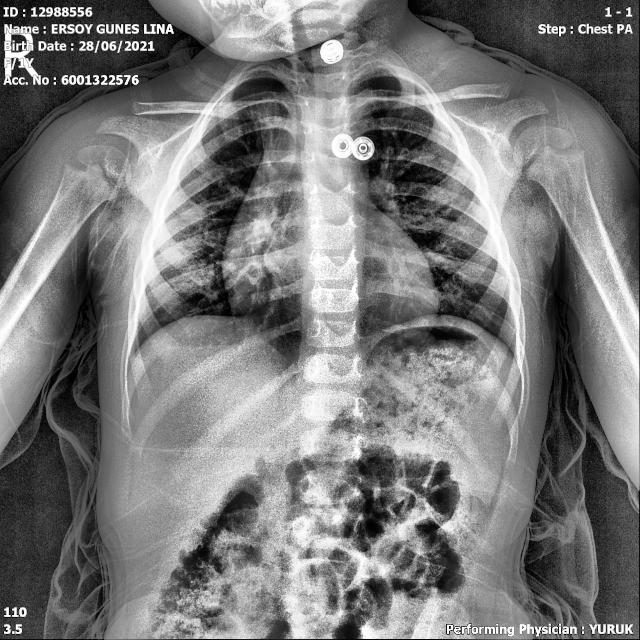 ID : 12988556
1 - 1
Name : ERSOY GUNES LINA
Step : Chest PA
Birth Date : 28/06/2021
R
Acc. No : 6001322576
110
3.5
Performing Physician : YURUK